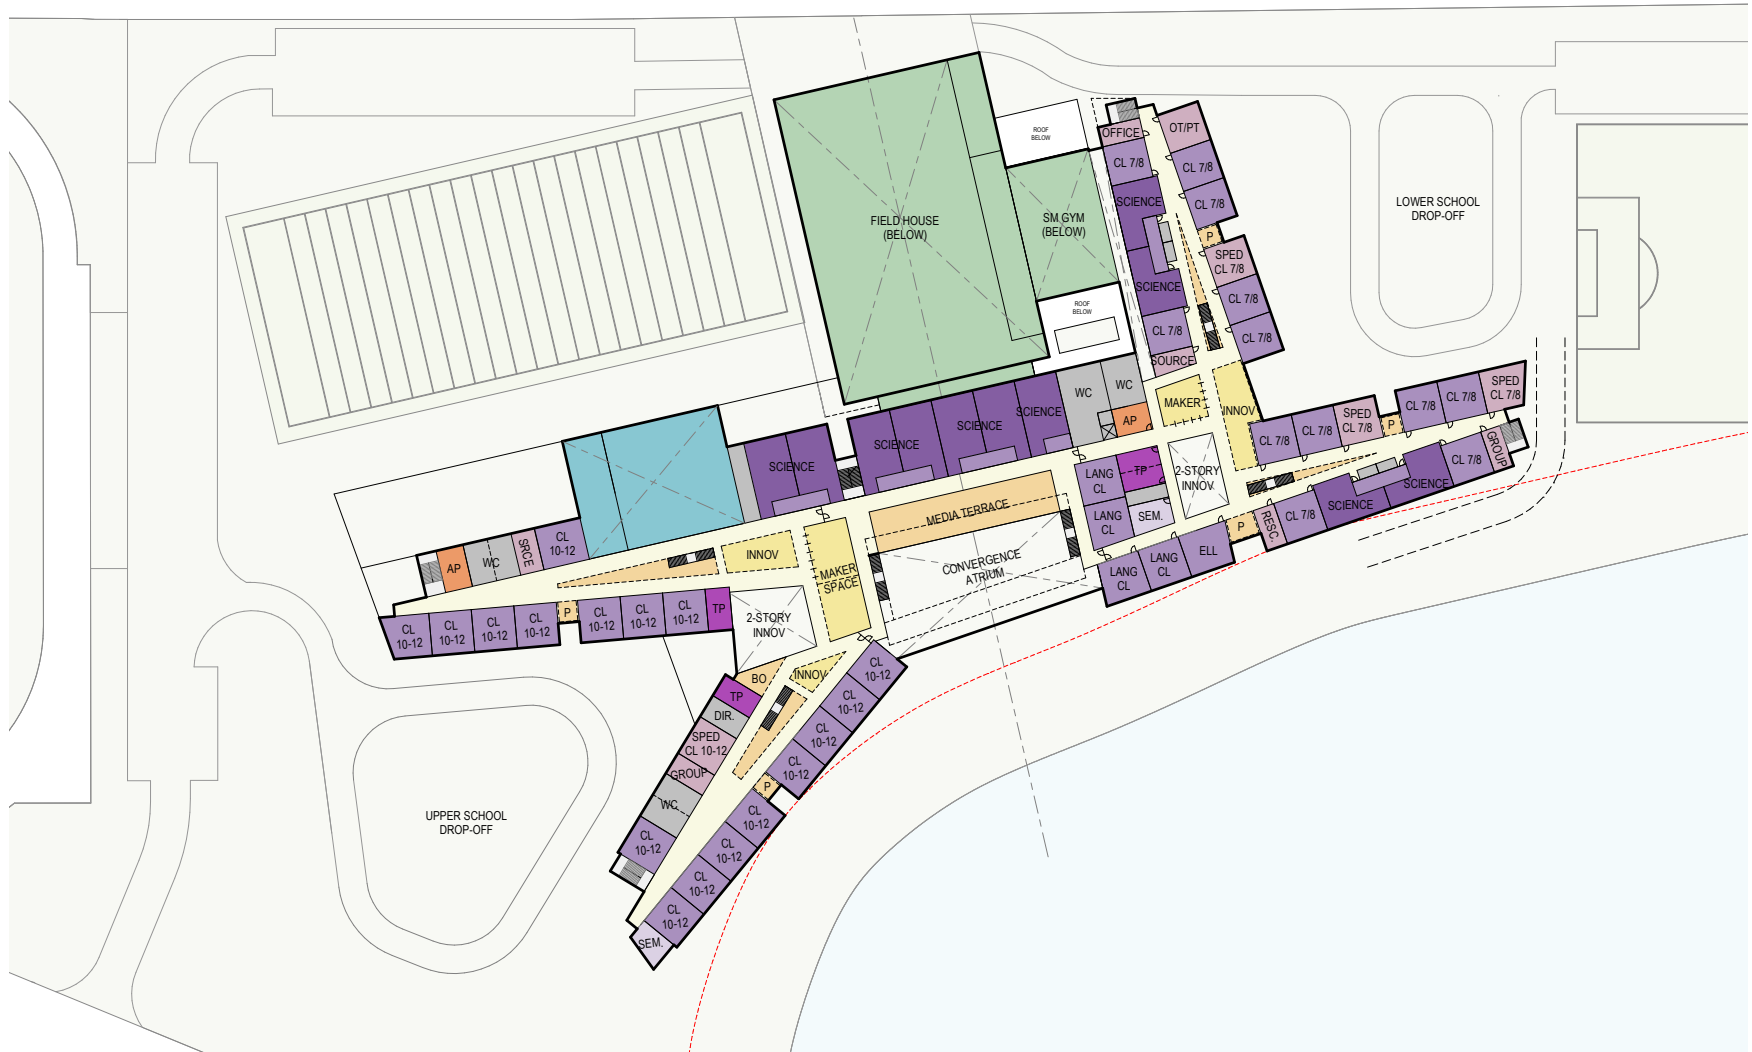 ROOF
BELOW
OFFICE
OT/PT
CL 7/8
CL 7/8
SCIENCE
CL 7/8
LOWER SCHOOL
DROP-OFF
FIELD HOUSE
(BELOW)
SM GYM
(BELOW)
P
SPED
CL 7/8
SCIENCE
CL 7/8
ROOF
BELOW
CL 7/8
CL 7/8
SOURCE
WC
WC
MAKER
INNOV
AP
SCIENCE
SCIENCE
SCIENCE
SCIENCE
CL 7/8
CL 7/8
SPED
CL 7/8
P
CL 7/8
CL 7/8
SPED
CL 7/8
GROUP
CL 7/8
SCIENCE
SCIENCE
CL 7/8
RESC.
P
ELL
LANG
CL
LANG
CL
LANG
CL
LANG
CL
TP
SEM.
2-STORY
INNOV
MEDIA TERRACE
CONVERGENCE
ATRIUM
MAKER
SPACE
INNOV
CL
10-12
SRCE
WC
AP
CL
10-12
CL
10-12
CL
10-12
CL
10-12
P
CL
10-12
CL
10-12
CL
10-12
TP
2-STORY
INNOV
BO
INNOV
CL
10-12
CL
10-12
CL
10-12
CL
10-12
P
TP
DIR.
SPED
CL 10-12
GROUP
WC
CL
10-12
CL
10-12
CL
10-12
CL
10-12
CL
10-12
SEM.
UPPER SCHOOL
DROP-OFF